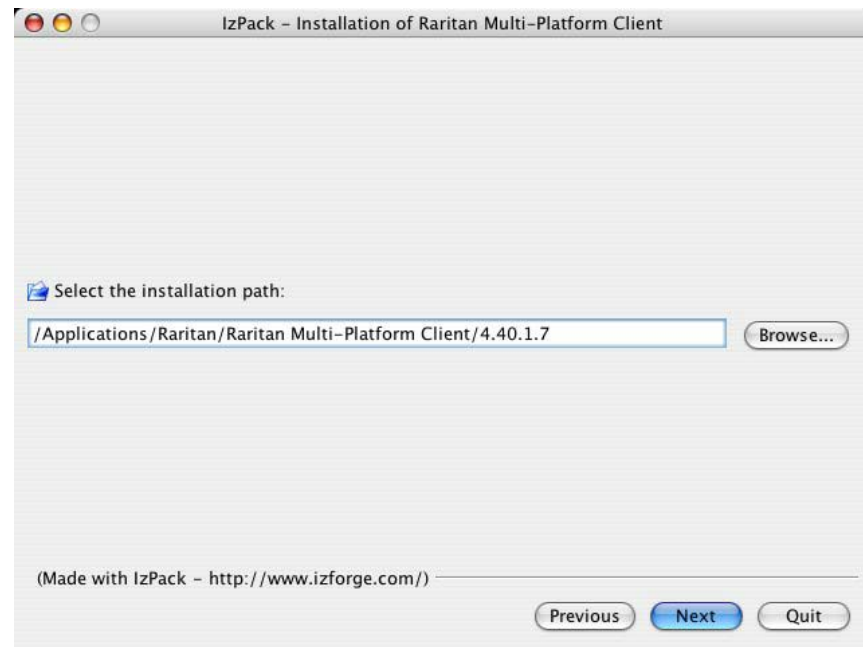 IzPack – Installation of Raritan Multi-Platform Client
Select the installation path:
/Applications/Raritan/Raritan Multi-Platform Client/4.40.1.7
Browse...
(Made with IzPack – http://www.izforge.com/)
Previous
Next
Quit